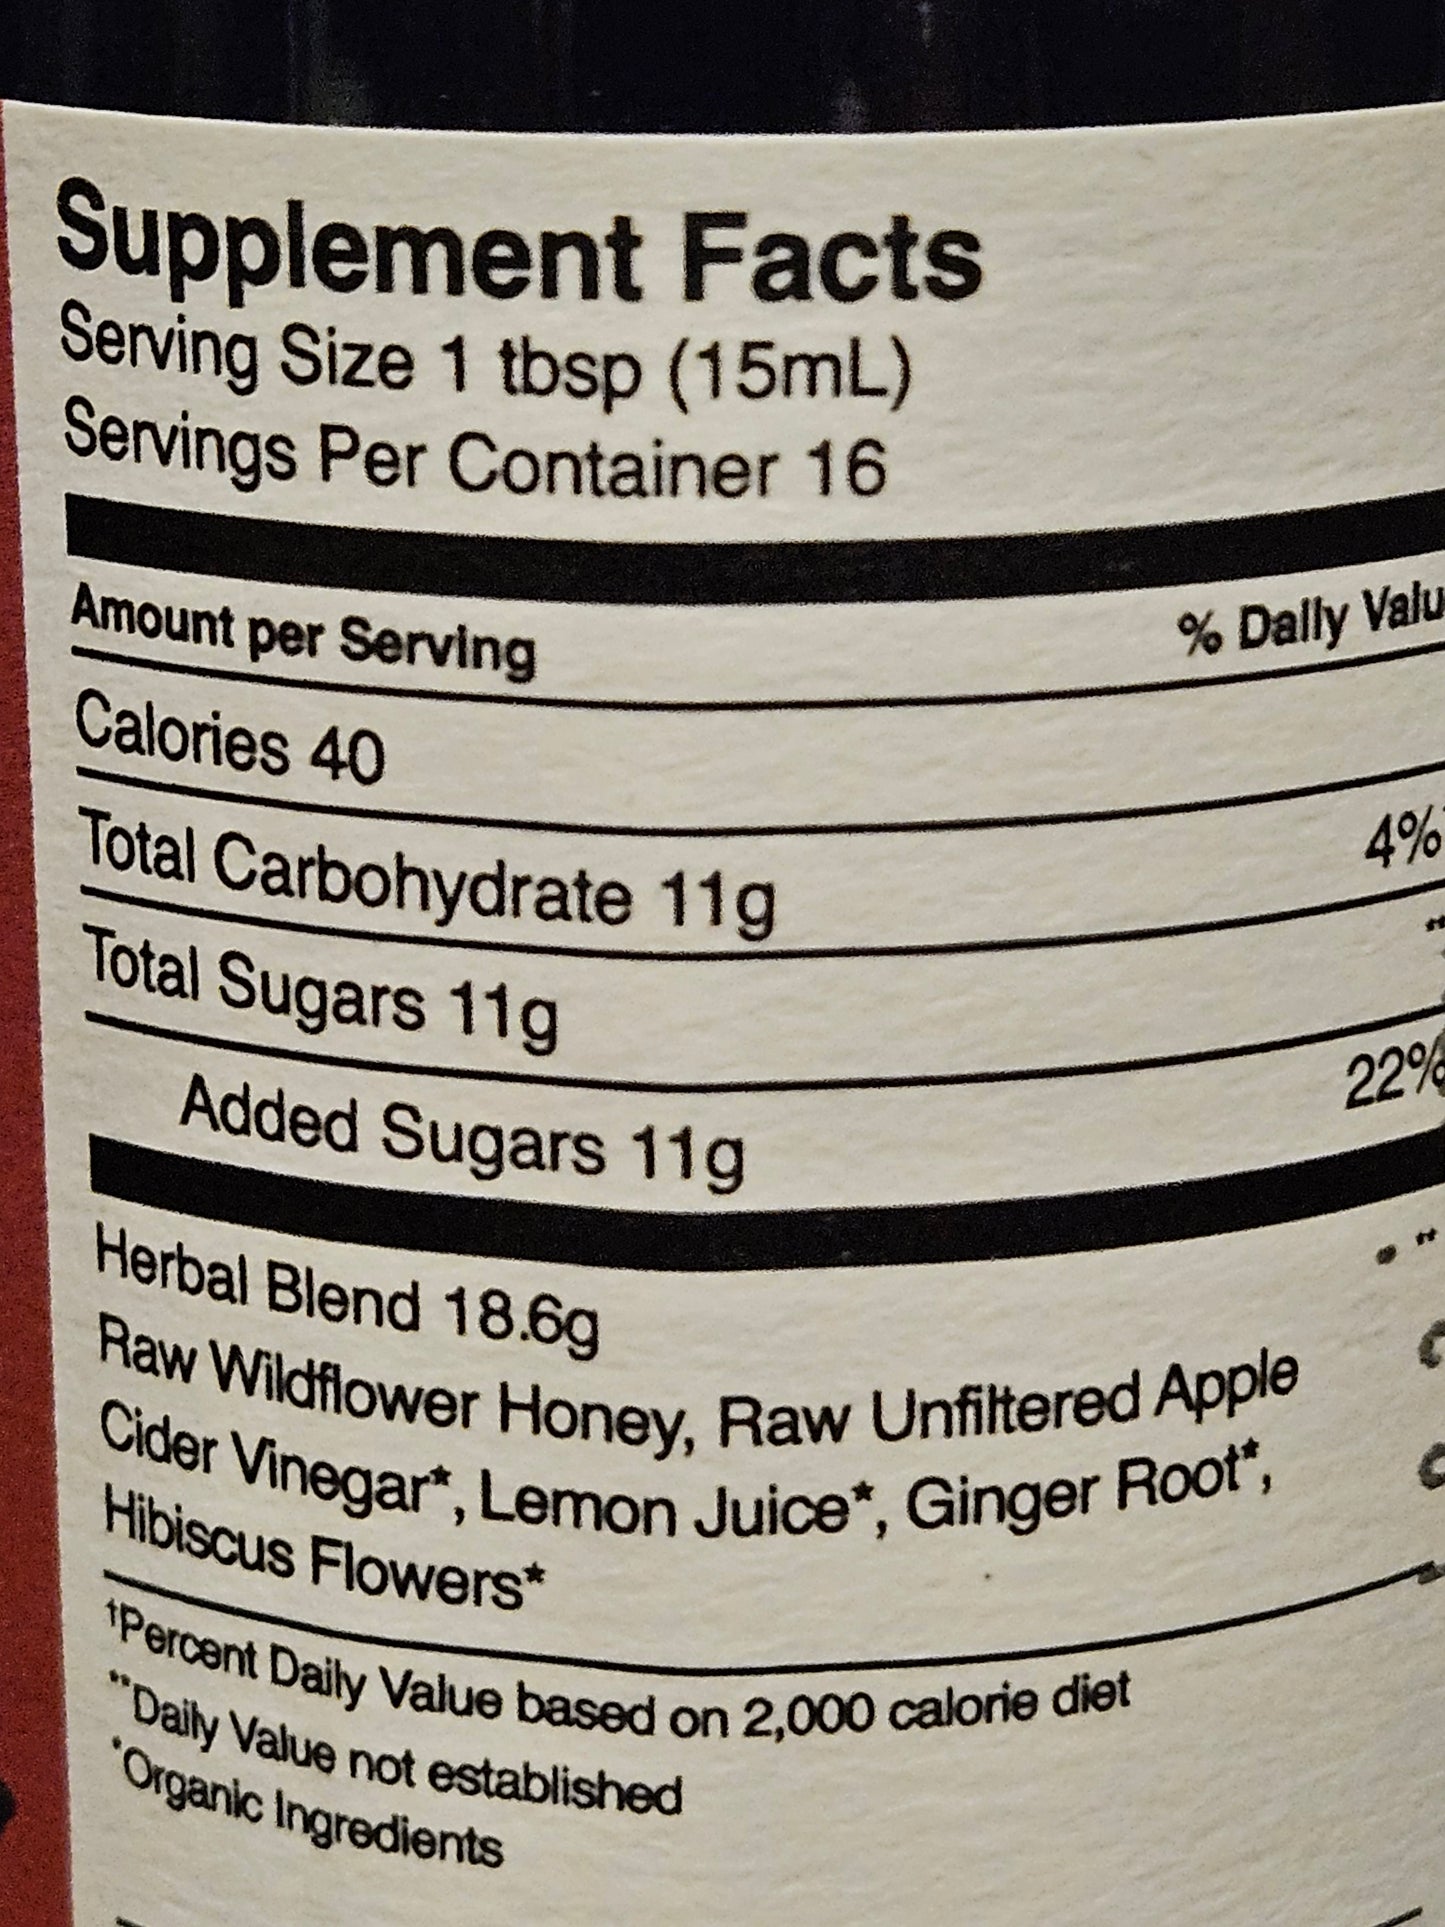 Supplement Facts
Serving Size 1 tbsp (15mL)
Servings Per Container 16
Amount per Serving % Daily Valu
Calories 40
Total Carbohydrate 11g 4%
Total Sugars 11g **
Added Sugars 11g 22%
Herbal Blend 18.6g **
Raw Wildflower Honey, Raw Unfiltered Apple
Cider Vinegar*, Lemon Juice*, Ginger Root*,
Hibiscus Flowers*
†Percent Daily Value based on 2,000 calorie diet
**Daily Value not established
*Organic Ingredients